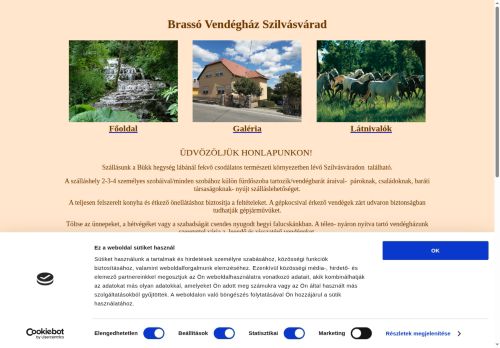 Brassó Vendégház Szilvásvárad
Főoldal
Galéria
Látnivalók
ÜDVÖZÖLJÜK HONLAPUNKON!
Szállásunk a Bükk hegység lábánál fekvő csodálatos természeti környezetben lévő Szilvásváradon található.
A szálláshely 2-3-4 személyes szobáival/minden szobához külön fürdőszoba tartozik/vendégbarát áraival- pároknak, családoknak, baráti
társaságoknak- nyújt szálláslehetőséget.
A teljesen felszerelt konyha és étkező önellátáshoz biztosítja a feltételeket. A gépkocsival érkező vendégek zárt udvaron biztonságban
tudhatják gépjárművüket.
Töltse az ünnepeket, a hétvégéket vagy a szabadságát csendes nyugodt hegyi falucskánkban. A télen- nyáron nyitva tartó vendégházunk
Ez a weboldal sütiket használ
Sütiket használunk a tartalmak és hirdetések személyre szabásához, közösségi funkciók
biztosításához, valamint weboldalforgalmunk elemzéséhez. Ezenkívül közösségi média-, hirdető- és
elemező partnereinkkel megosztjuk az Ön weboldalhasználatra vonatkozó adatait, akik kombinálhatják
az adatokat más olyan adatokkal, amelyeket Ön adott meg számukra vagy az Ön által használt más
szolgáltatásokból gyűjtöttek. A weboldalon való böngészés folytatásával Ön hozzájárul a sütik
használatához.
OK
Cookiebot
by Usercentrics
Elengedhetetlen
Beállítások
Statisztikai
Marketing
Részletek megjelenítése